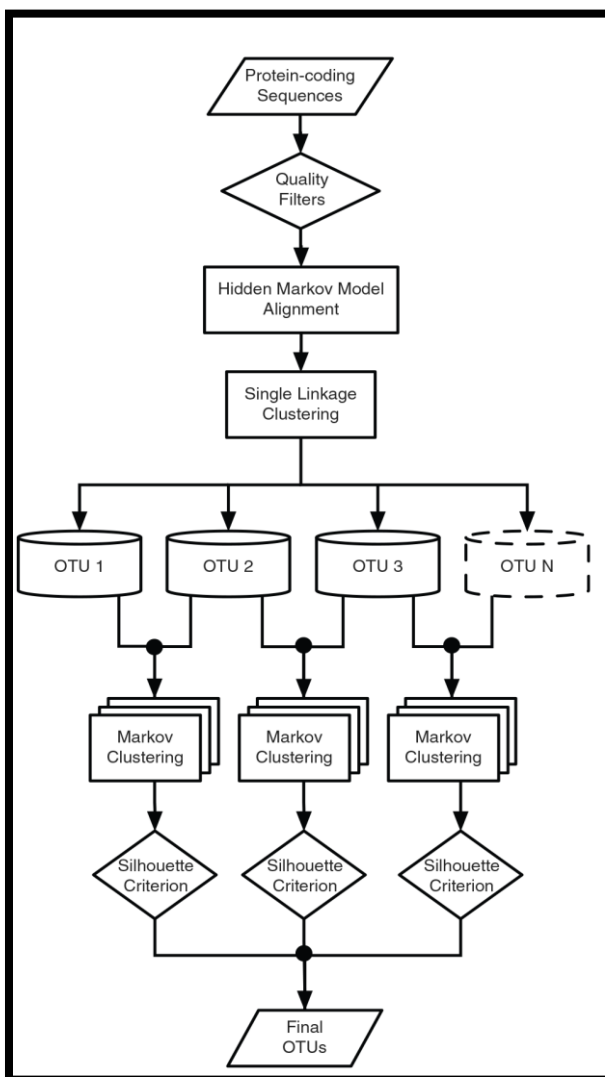 Protein-coding
Sequences
Quality
Filters
Hidden Markov Model
Alignment
Single Linkage
Clustering
OTU 1
OTU 2
OTU 3
OTU N
Markov
Clustering
Markov
Clustering
Markov
Clustering
Silhouette
Criterion
Silhouette
Criterion
Silhouette
Criterion
Final
OTUs